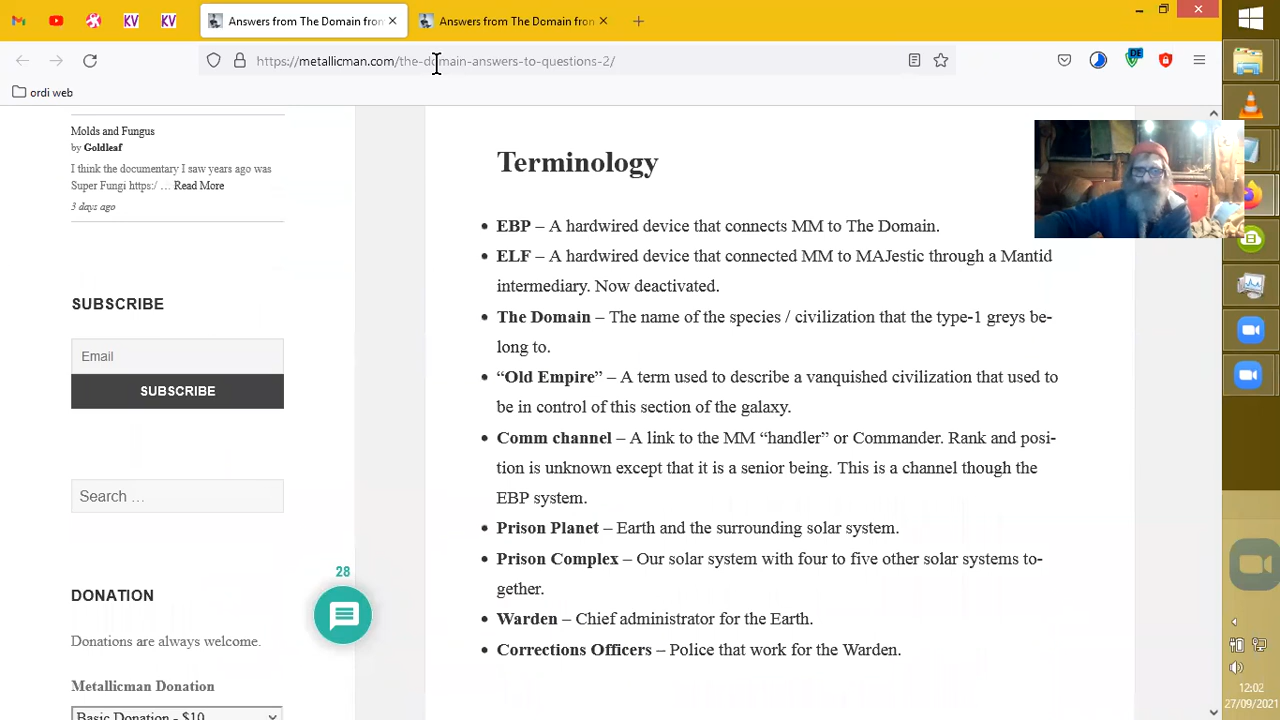 KV
KV
Answers from The Domain fron
Answers from The Domain fron
https://metallicman.com/the-domain-answers-to-questions-2/
DE
ordi web
Molds and Fungus
by Goldleaf
I think the documentary I saw years ago was
Super Fungi https:/ … Read More
3 days ago
SUBSCRIBE
Email
SUBSCRIBE
Search …
DONATION
Donations are always welcome.
Metallicman Donation
Basic Donation - $10
28
Terminology
• EBP – A hardwired device that connects MM to The Domain.
• ELF – A hardwired device that connected MM to MAJestic through a Mantid
intermediary. Now deactivated.
• The Domain – The name of the species / civilization that the type-1 greys be-
long to.
• “Old Empire” – A term used to describe a vanquished civilization that used to
be in control of this section of the galaxy.
• Comm channel – A link to the MM “handler” or Commander. Rank and posi-
tion is unknown except that it is a senior being. This is a channel though the
EBP system.
• Prison Planet – Earth and the surrounding solar system.
• Prison Complex – Our solar system with four to five other solar systems to-
gether.
• Warden – Chief administrator for the Earth.
• Corrections Officers – Police that work for the Warden.
12:02
27/09/2021